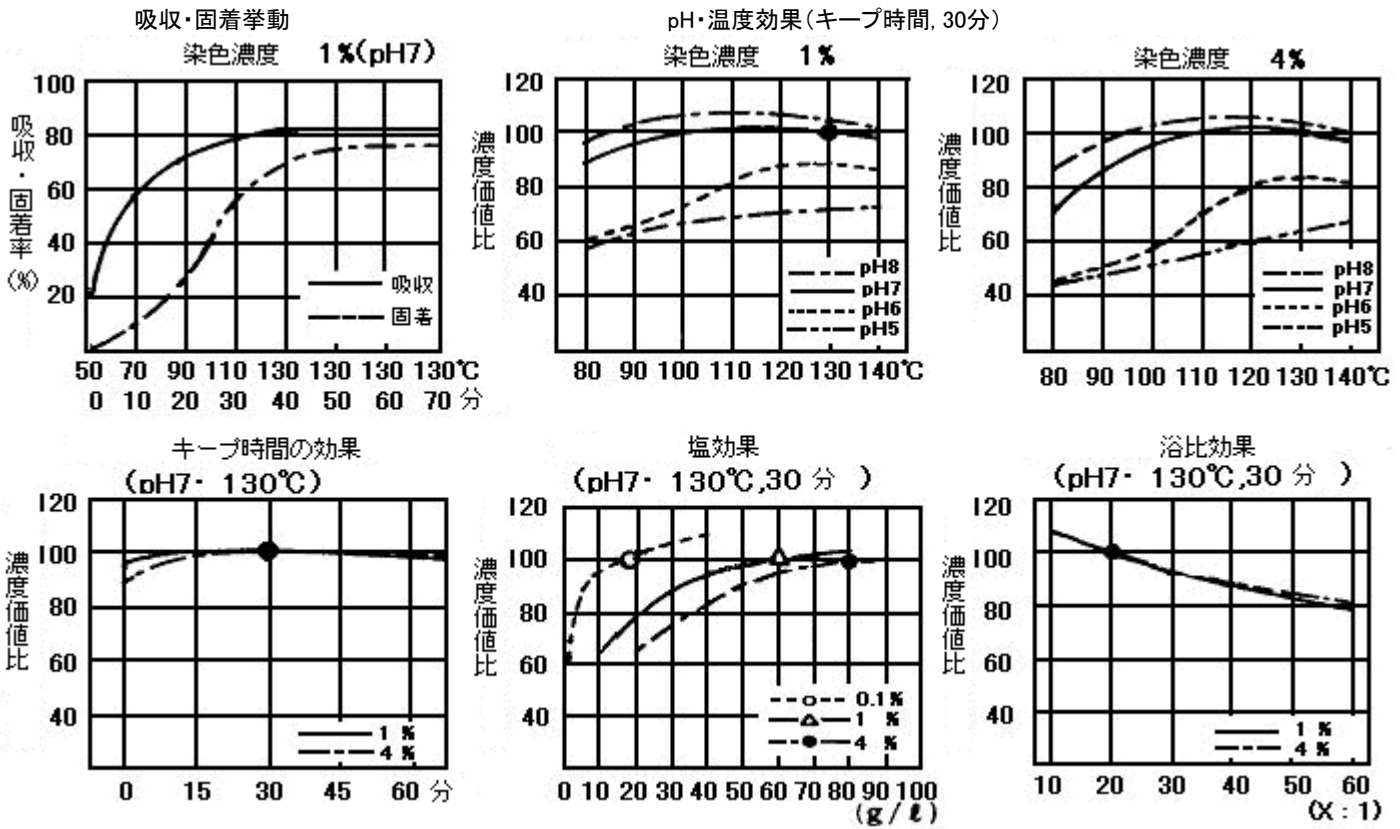 吸収・固着挙動
pH・温度効果(キープ時間, 30分)
染色濃度 1%(pH7)
吸収・固着率(%)
100
80
60
40
20
吸収
固着
50 70 90 110 130 130 130 130℃
0 10 20 30 40 50 60 70 分
染色濃度 1%
濃度価値比
120
100
80
60
40
pH8
pH7
pH6
pH5
80 90 100 110 120 130 140℃
染色濃度 4%
濃度価値比
120
100
80
60
40
pH8
pH7
pH6
pH5
80 90 100 110 120 130 140℃
キープ時間の効果
(pH7- 130℃)
濃度価値比
120
100
80
60
40
1 %
4 %
0 15 30 45 60 分
塩効果
(pH7- 130℃,30 分 )
濃度価値比
120
100
80
60
40
0.1 %
1 %
4 %
0 10 20 30 40 50 60 70 80 90 100
(g/ℓ)
浴比効果
(pH7- 130℃,30 分 )
濃度価値比
120
100
80
60
40
1 %
4 %
10 20 30 40 50 60
(X : 1)